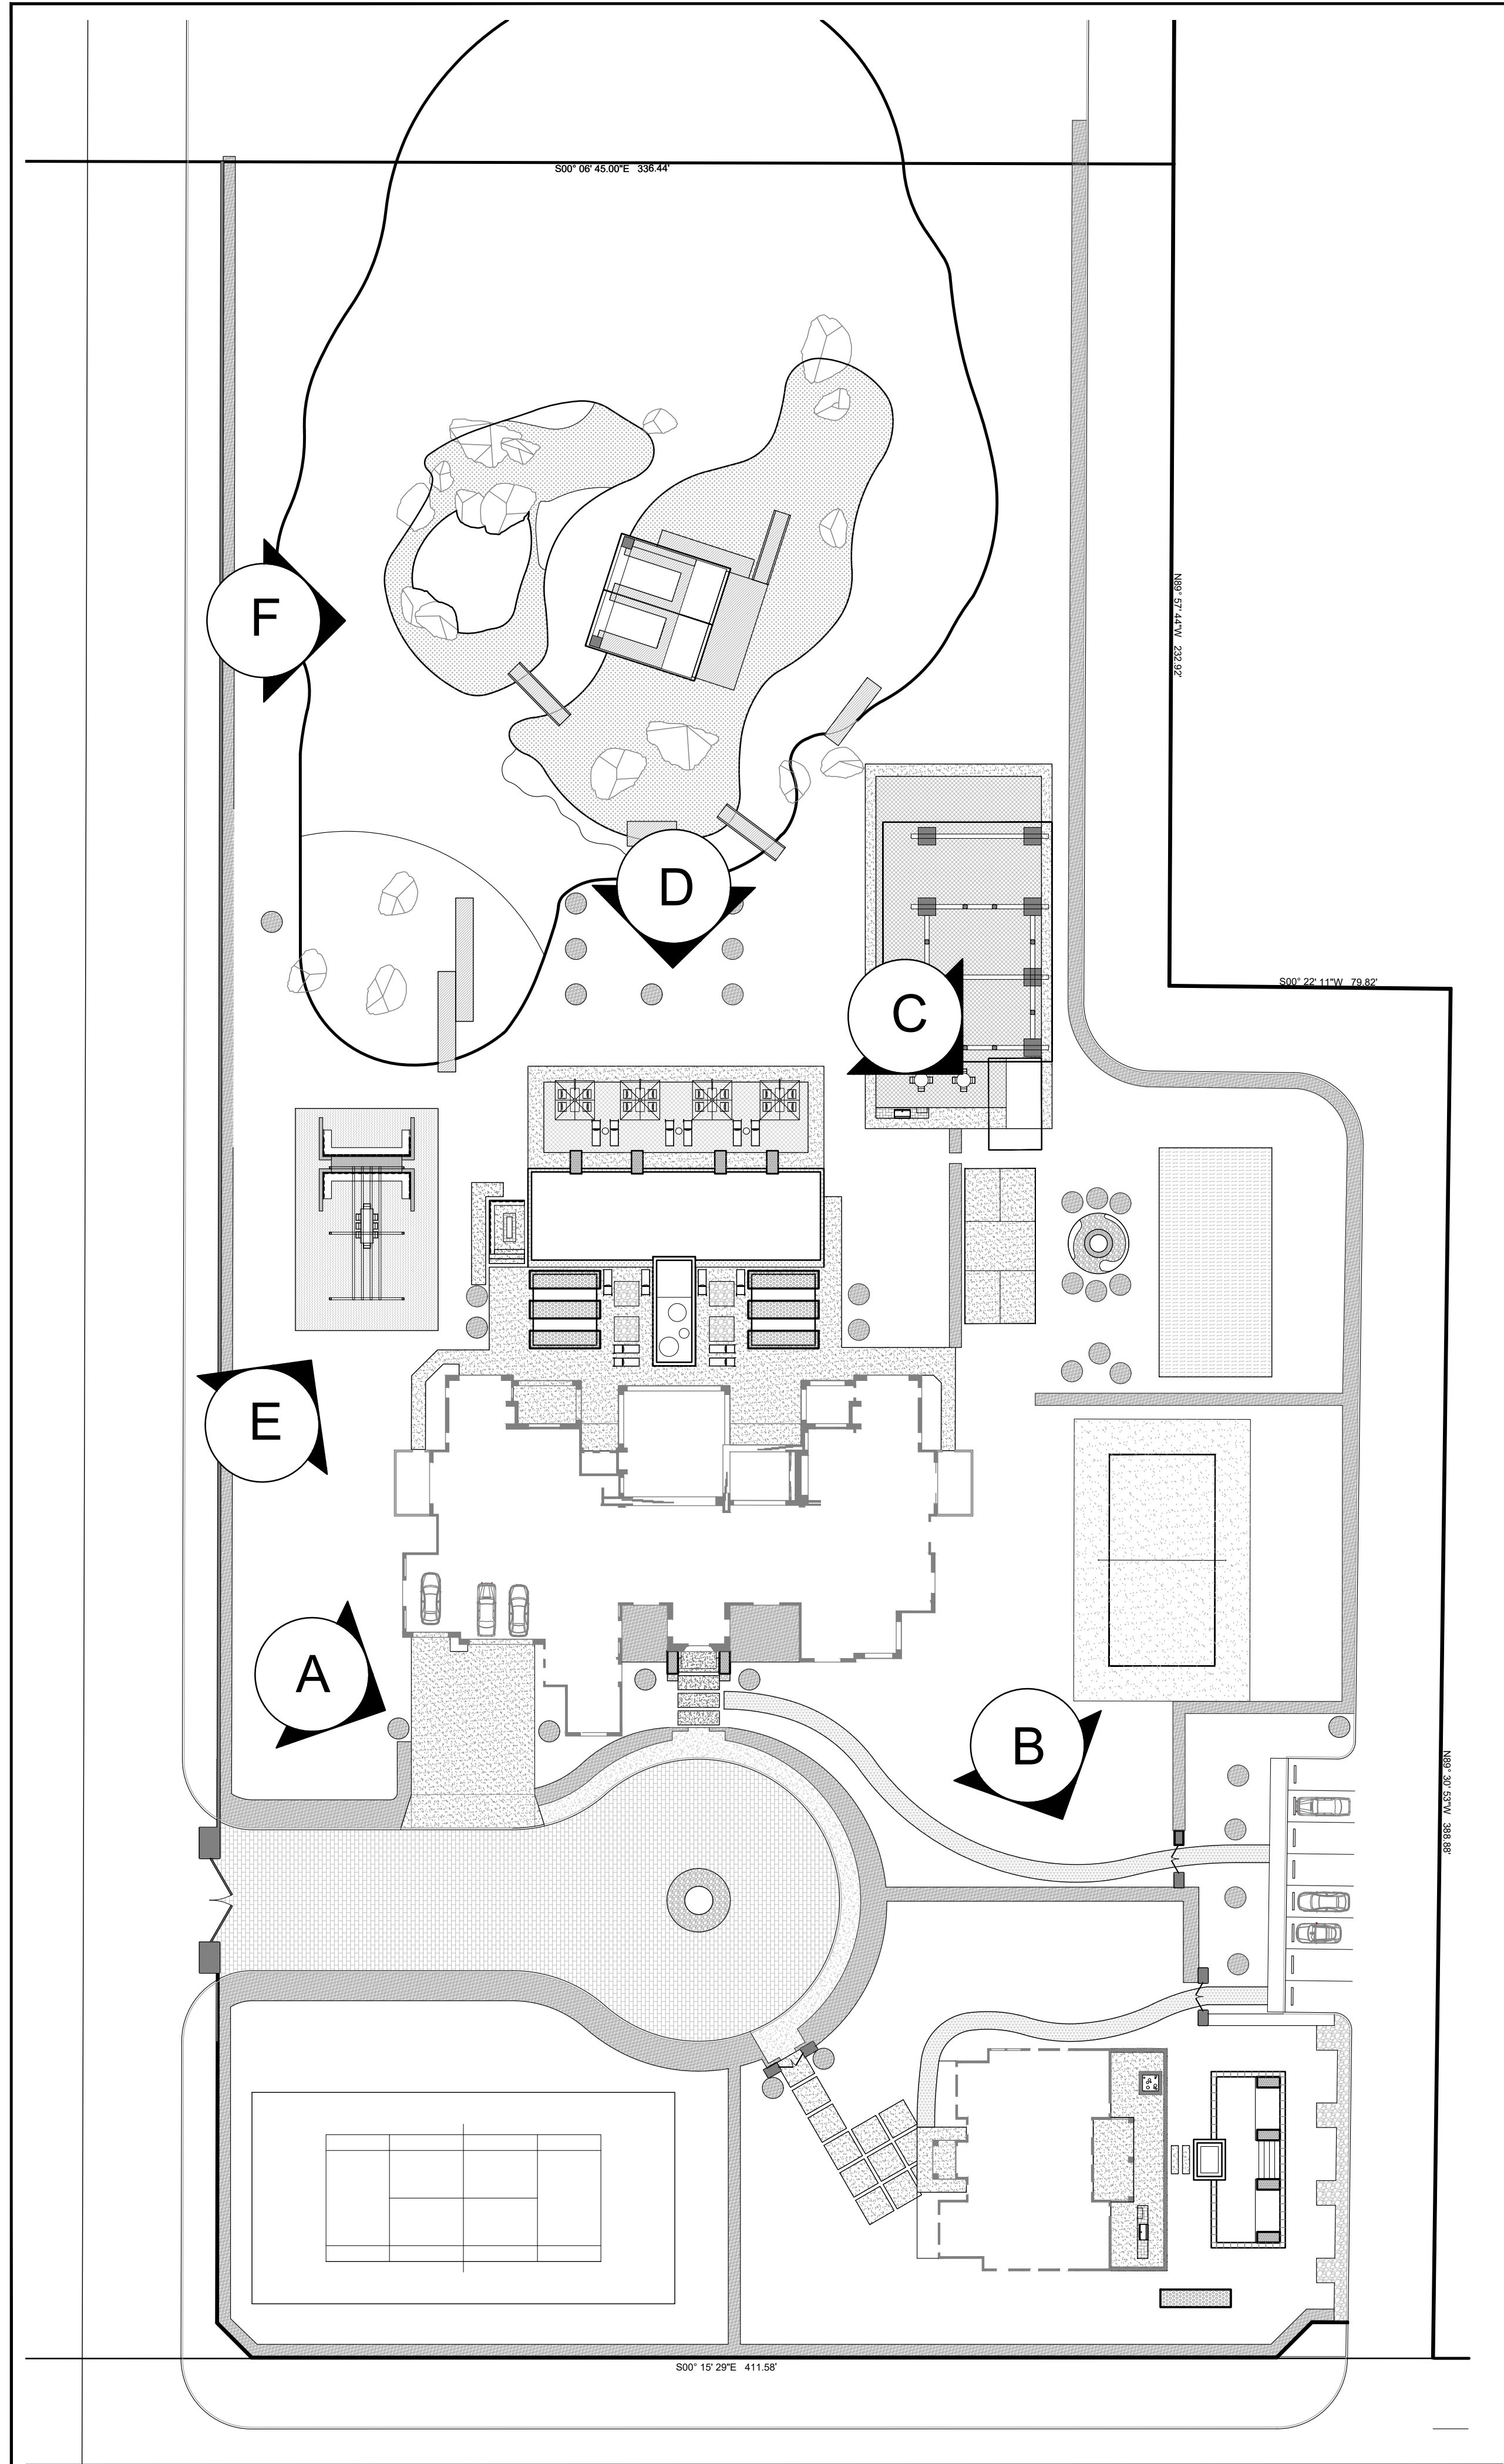 S00° 06' 45.00"E 336.44'
F
N89° 57' 44"W 232.92'
D
S00° 22' 11"W 79.82'
C
E
A
B
N89° 30' 53"W 388.88'
S00° 15' 29"E 411.58'